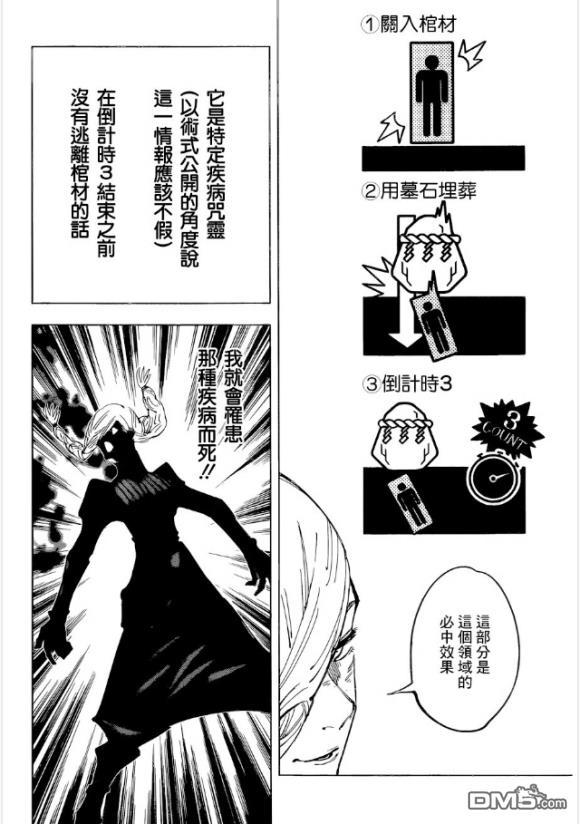 ①關入棺材
②用墓石埋葬
③倒計時3
3
COUNT
這部分是
這個領域的
必中效果
它是特定疾病咒靈
(以術式公開的角度說
這一情報應該不假)
在倒計時3結束之前
沒有逃離棺材的話
我就會罹患
那種疾病而死!!
DM5.com